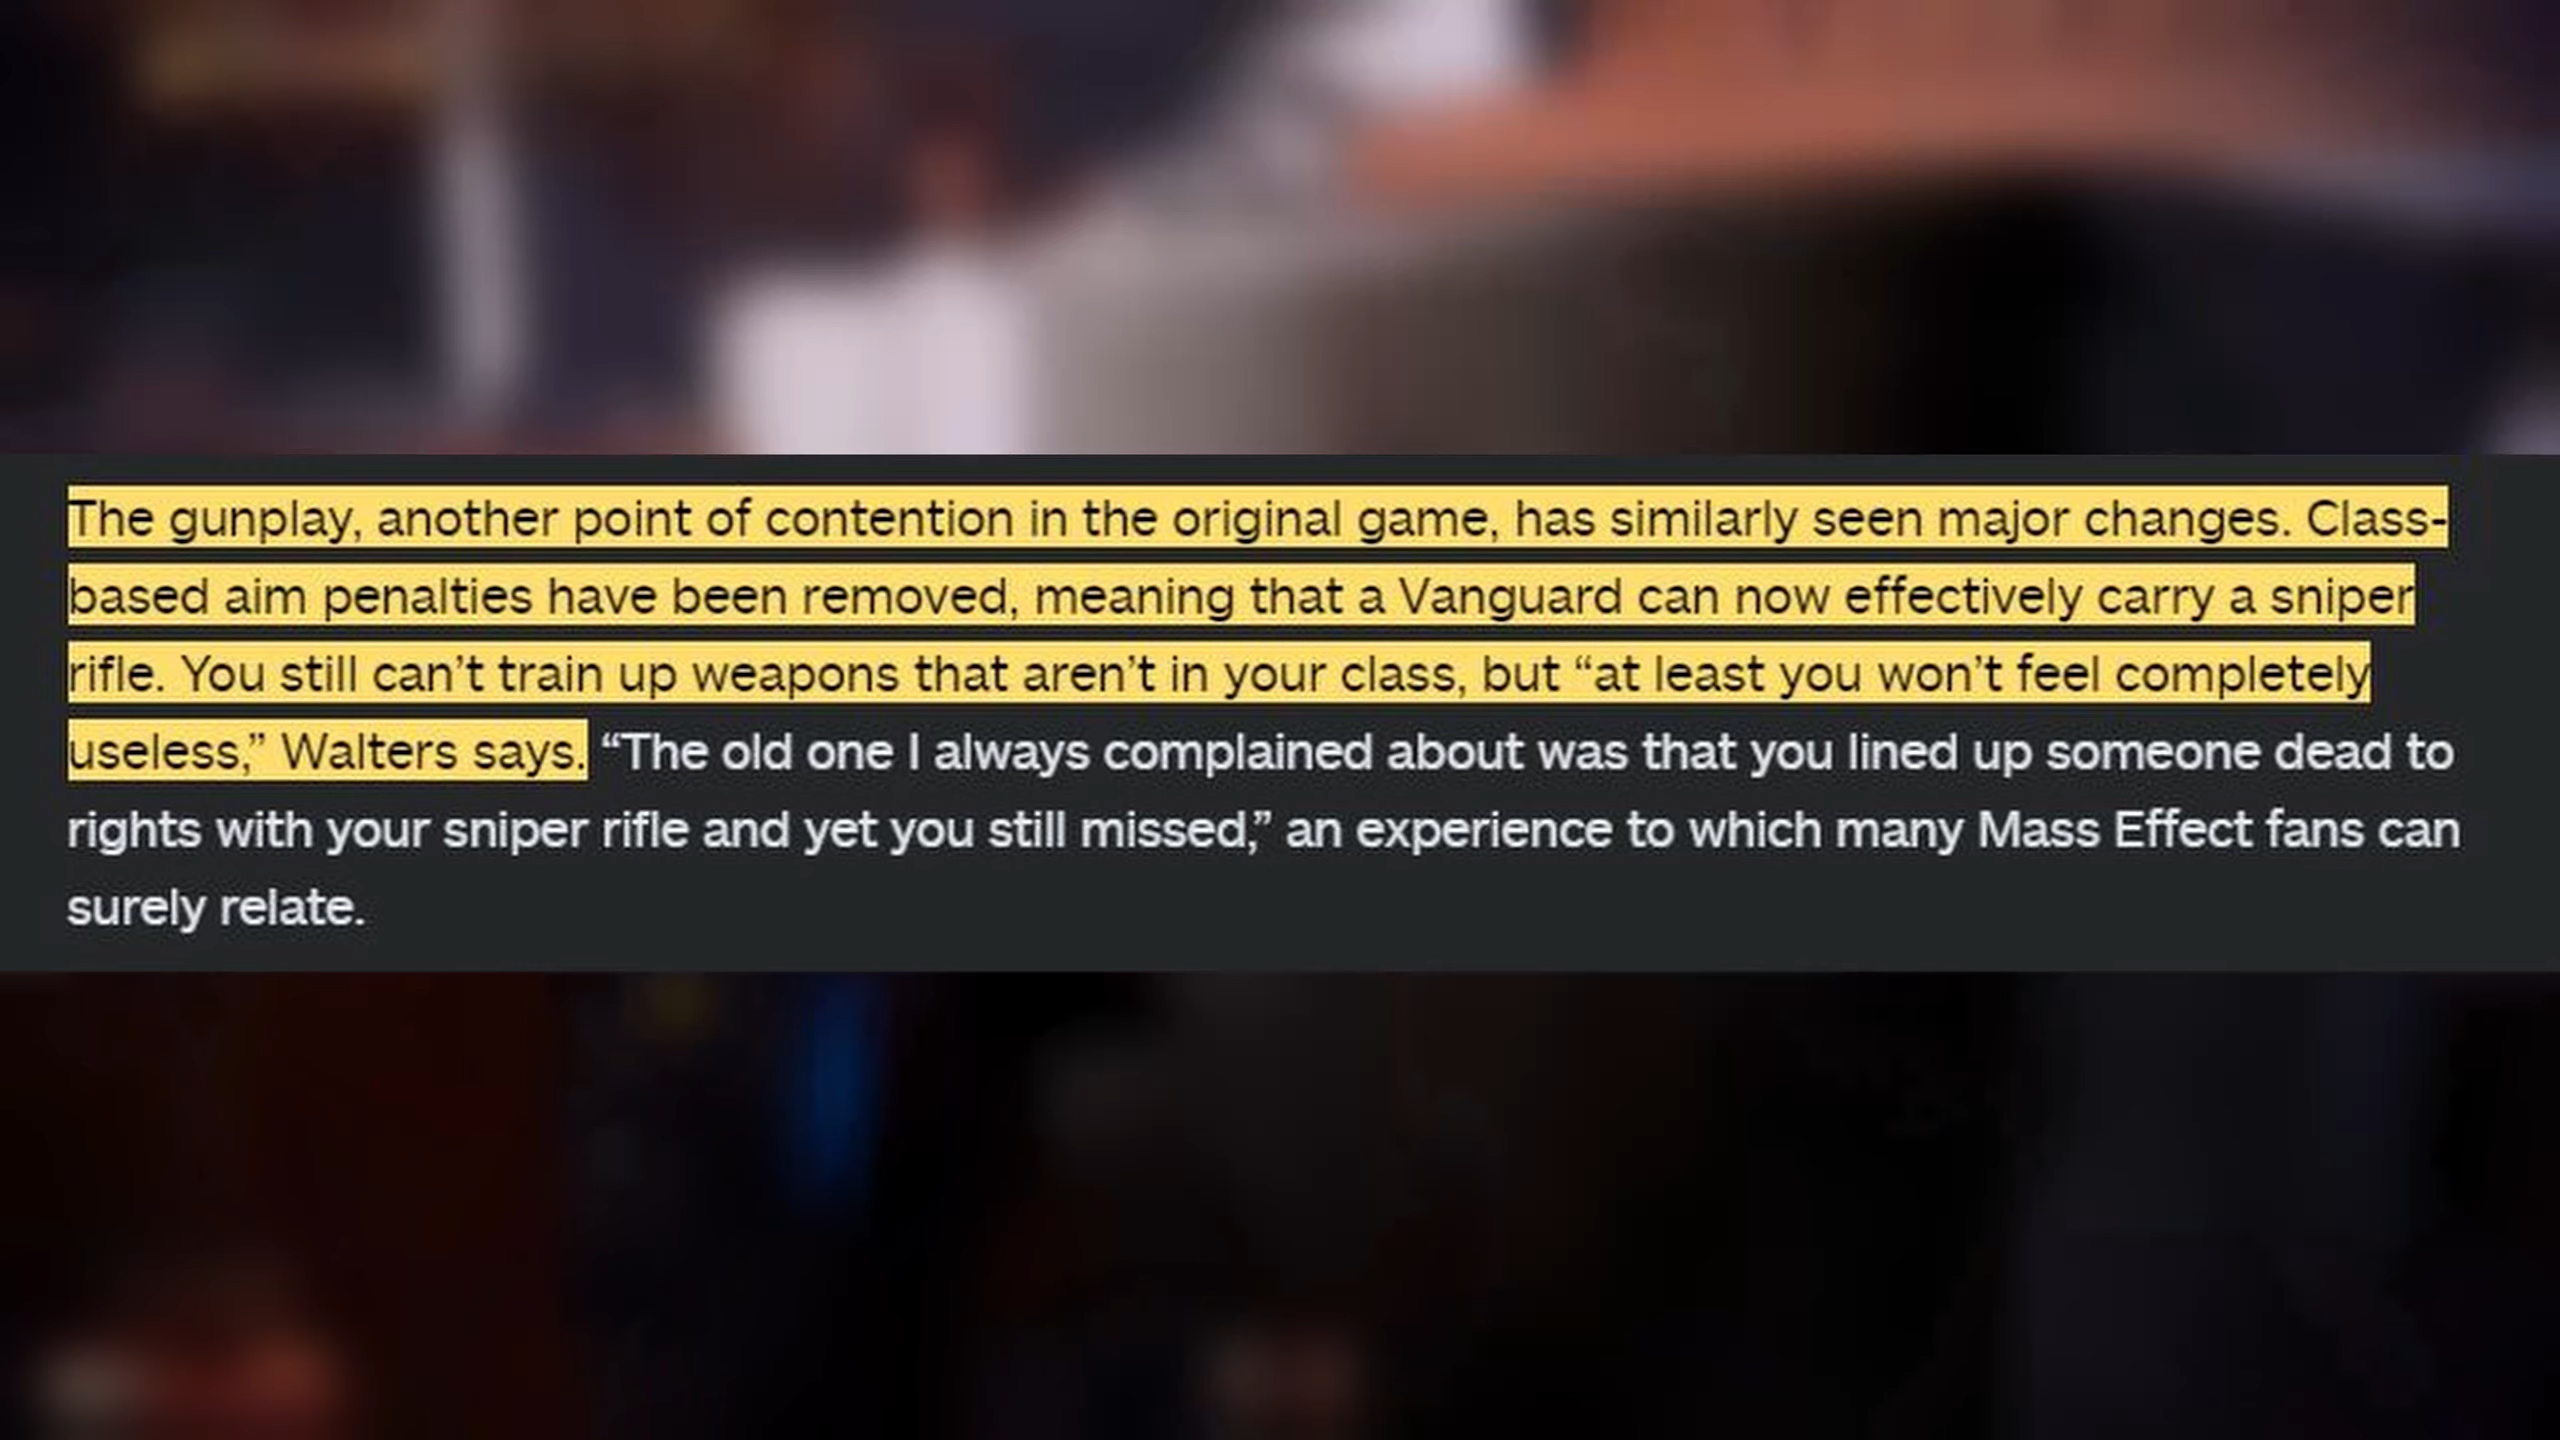 The gunplay, another point of contention in the original game, has similarly seen major changes. Class-
based aim penalties have been removed, meaning that a Vanguard can now effectively carry a sniper
rifle. You still can’t train up weapons that aren’t in your class, but “at least you won’t feel completely
useless,” Walters says. “The old one I always complained about was that you lined up someone dead to
rights with your sniper rifle and yet you still missed,” an experience to which many Mass Effect fans can
surely relate.